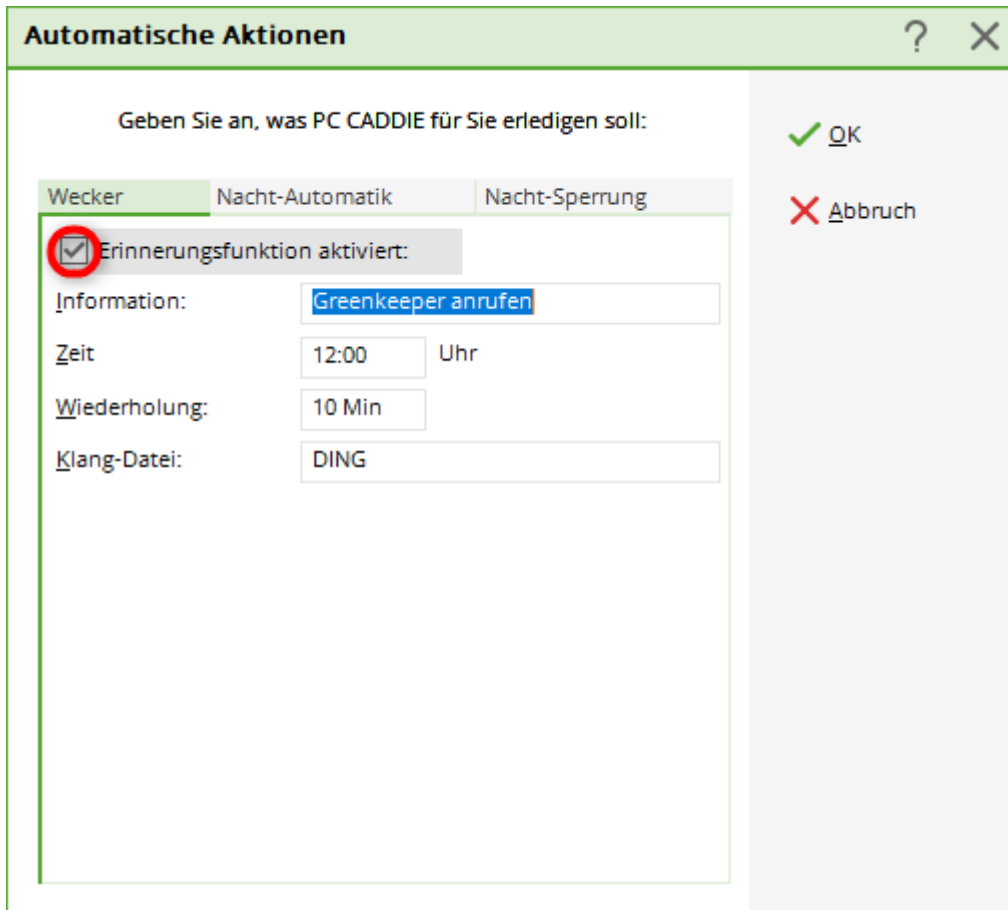 Automatische Aktionen
Geben Sie an, was PC CADDIE für Sie erledigen soll:
OK
Abbruch
Wecker Nacht-Automatik Nacht-Sperrung
Erinnerungsfunktion aktiviert:
Information: Greenkeeper anrufen
Zeit 12:00 Uhr
Wiederholung: 10 Min
Klang-Datei: DING